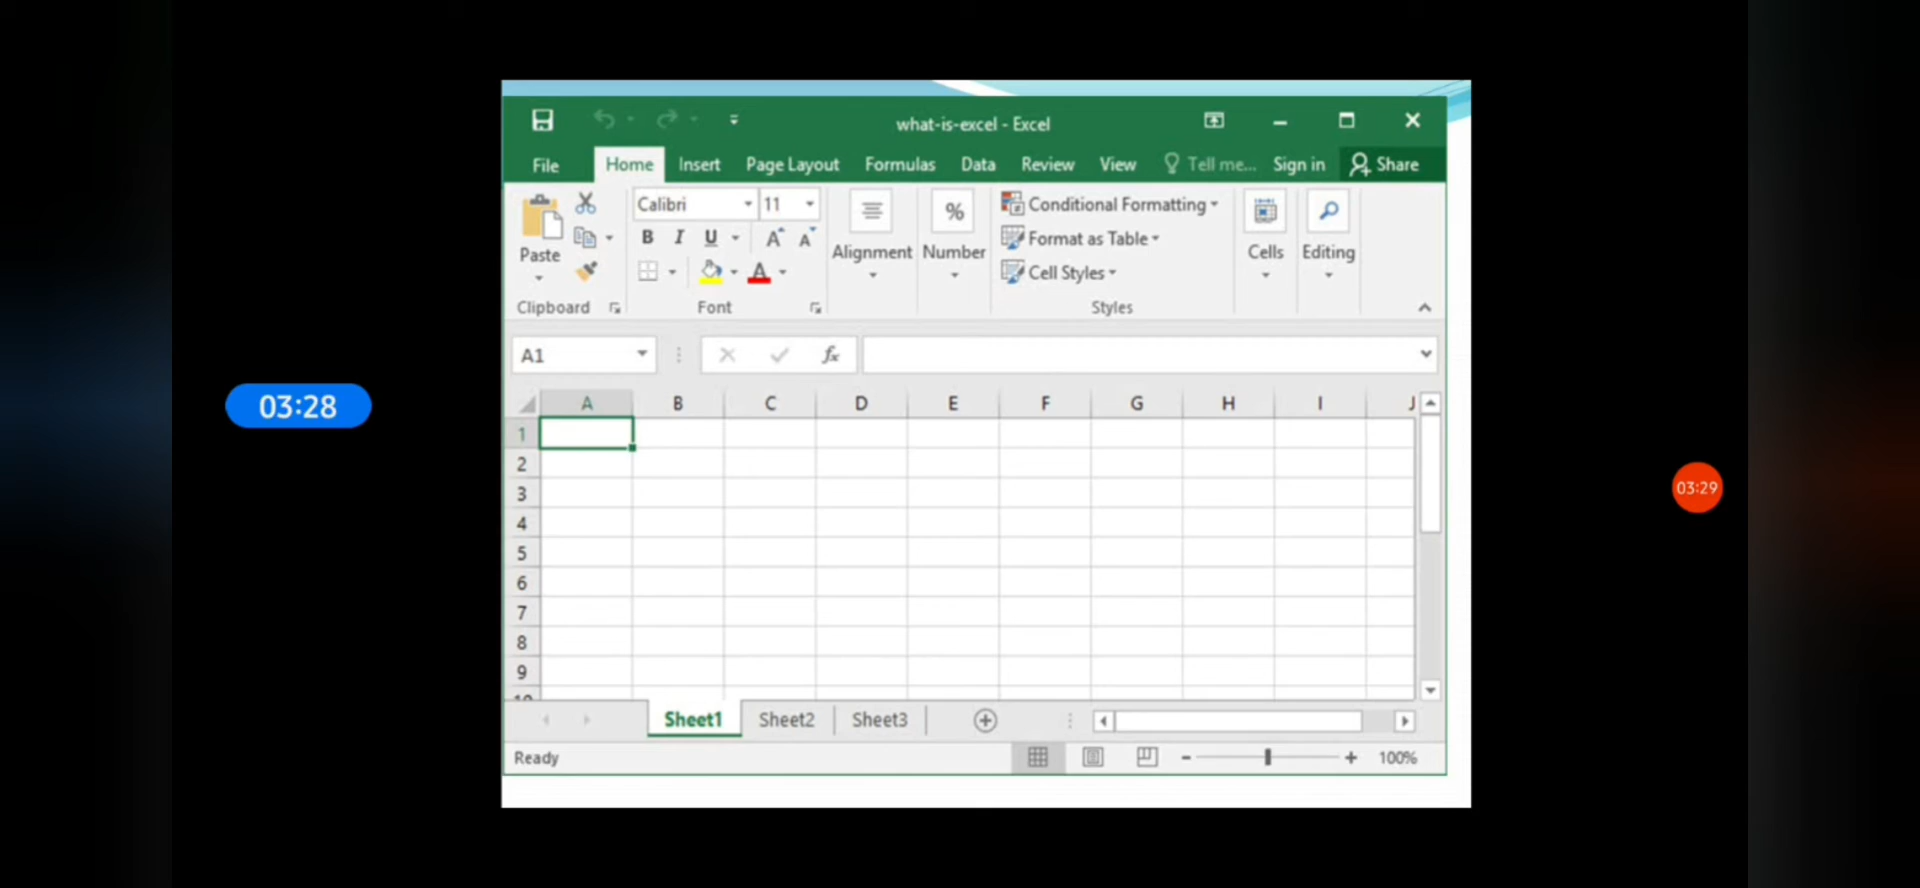 what-is-excel - Excel
File Home Insert Page Layout Formulas Data Review View Tell me... Sign in Share
Calibri 11
Conditional Formatting
B I U A A
Format as Table
Paste Alignment Number Cells Editing
A Cell Styles
Clipboard Font Styles
A1 fx
03:28
A B C D E F G H I J
1
2
03:29
3
4
5
6
7
8
9
10
Sheet1 Sheet2 Sheet3
Ready 100%